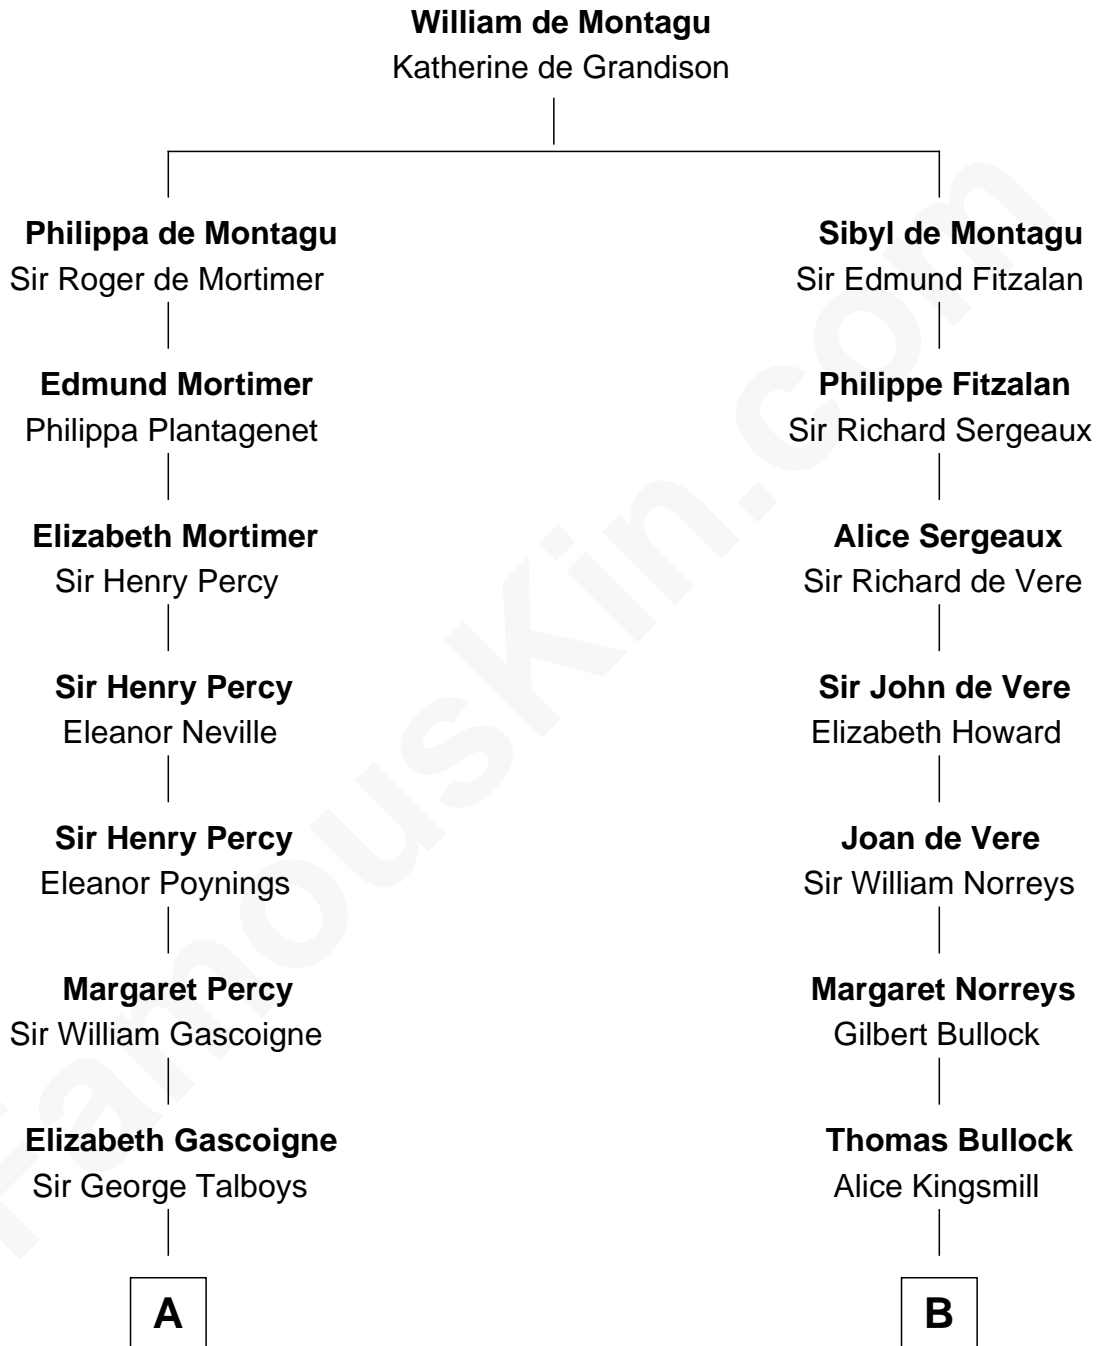 William de Montagu
Katherine de Grandison
Philippa de Montagu
Sir Roger de Mortimer
Sibyl de Montagu
Sir Edmund Fitzalan
Edmund Mortimer
Philippa Plantagenet
Philippe Fitzalan
Sir Richard Sergeaux
Elizabeth Mortimer
Sir Henry Percy
Alice Sergeaux
Sir Richard de Vere
Sir Henry Percy
Eleanor Neville
Sir John de Vere
Elizabeth Howard
Sir Henry Percy
Eleanor Poynings
Joan de Vere
Sir William Norreys
Margaret Percy
Sir William Gascoigne
Margaret Norreys
Gilbert Bullock
Elizabeth Gascoigne
Sir George Talboys
Thomas Bullock
Alice Kingsmill
A
B
FamousKin.com